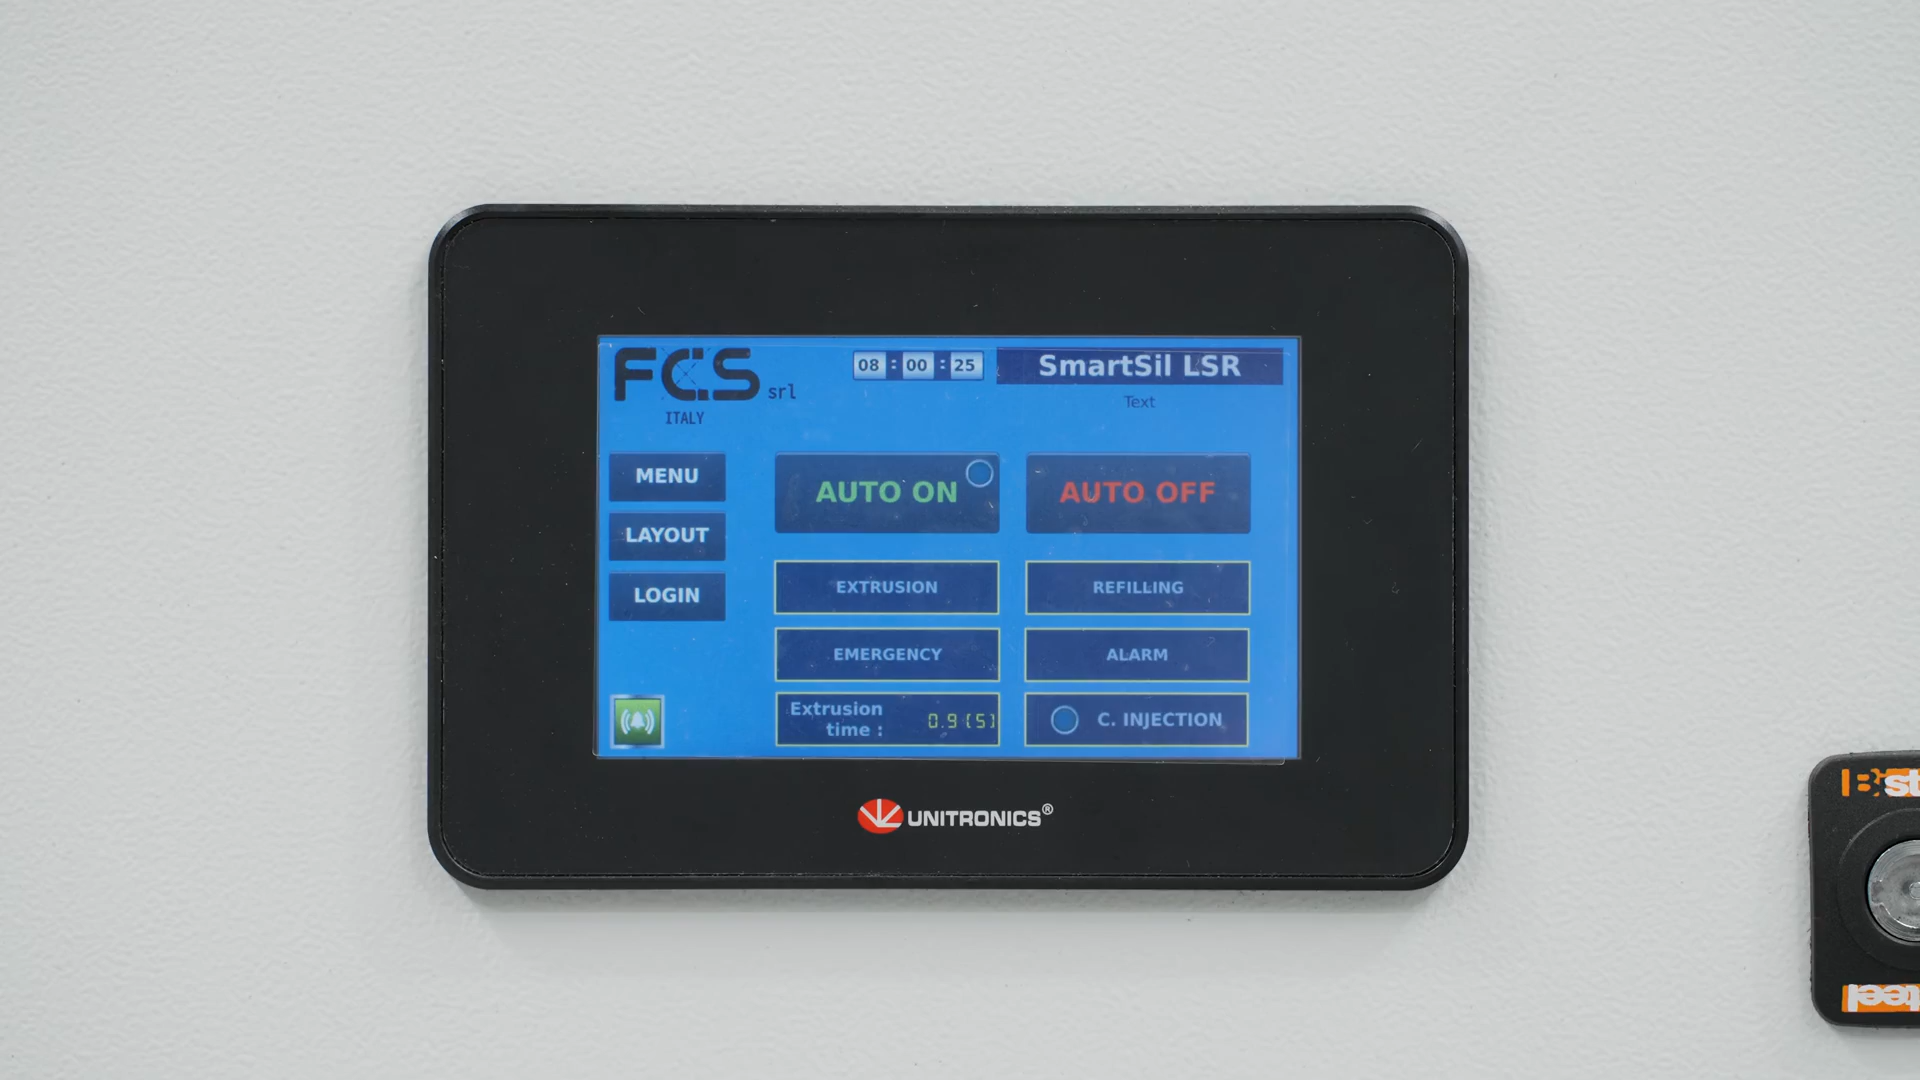 FCS srl
ITALY
08 : 00 : 25
SmartSil LSR
Text
MENU
LAYOUT
LOGIN
AUTO ON
AUTO OFF
EXTRUSION
REFILLING
EMERGENCY
ALARM
Extrusion
time :
0.9(S)
C. INJECTION
UNITRONICS®